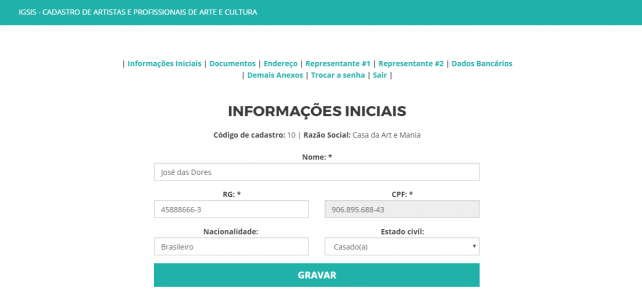 IGSIS - CADASTRO DE ARTISTAS E PROFISSIONAIS DE ARTE E CULTURA
| Informações Iniciais | Documentos | Endereço | Representante #1 | Representante #2 | Dados Bancários
| Demais Anexos | Trocar a senha | Sair |
INFORMAÇÕES INICIAIS
Código de cadastro: 10 | Razão Social: Casa da Art e Mania
Nome: *
José das Dores
RG: * CPF: *
45888666-3 906.895.688-43
Nacionalidade: Estado civil:
Brasileiro Casado(a)
GRAVAR